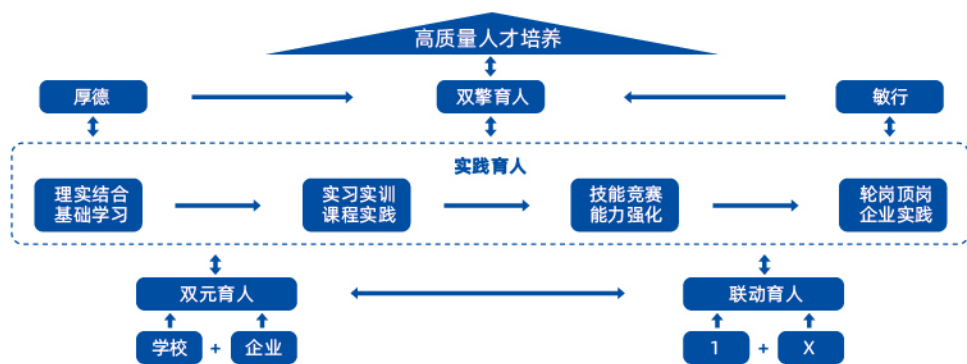 高质量人才培养
厚德
双擎育人
敏行
实践育人
理实结合
基础学习
实习实训
课程实践
技能竞赛
能力强化
轮岗顶岗
企业实践
双元育人
联动育人
学校 + 企业
1 + X